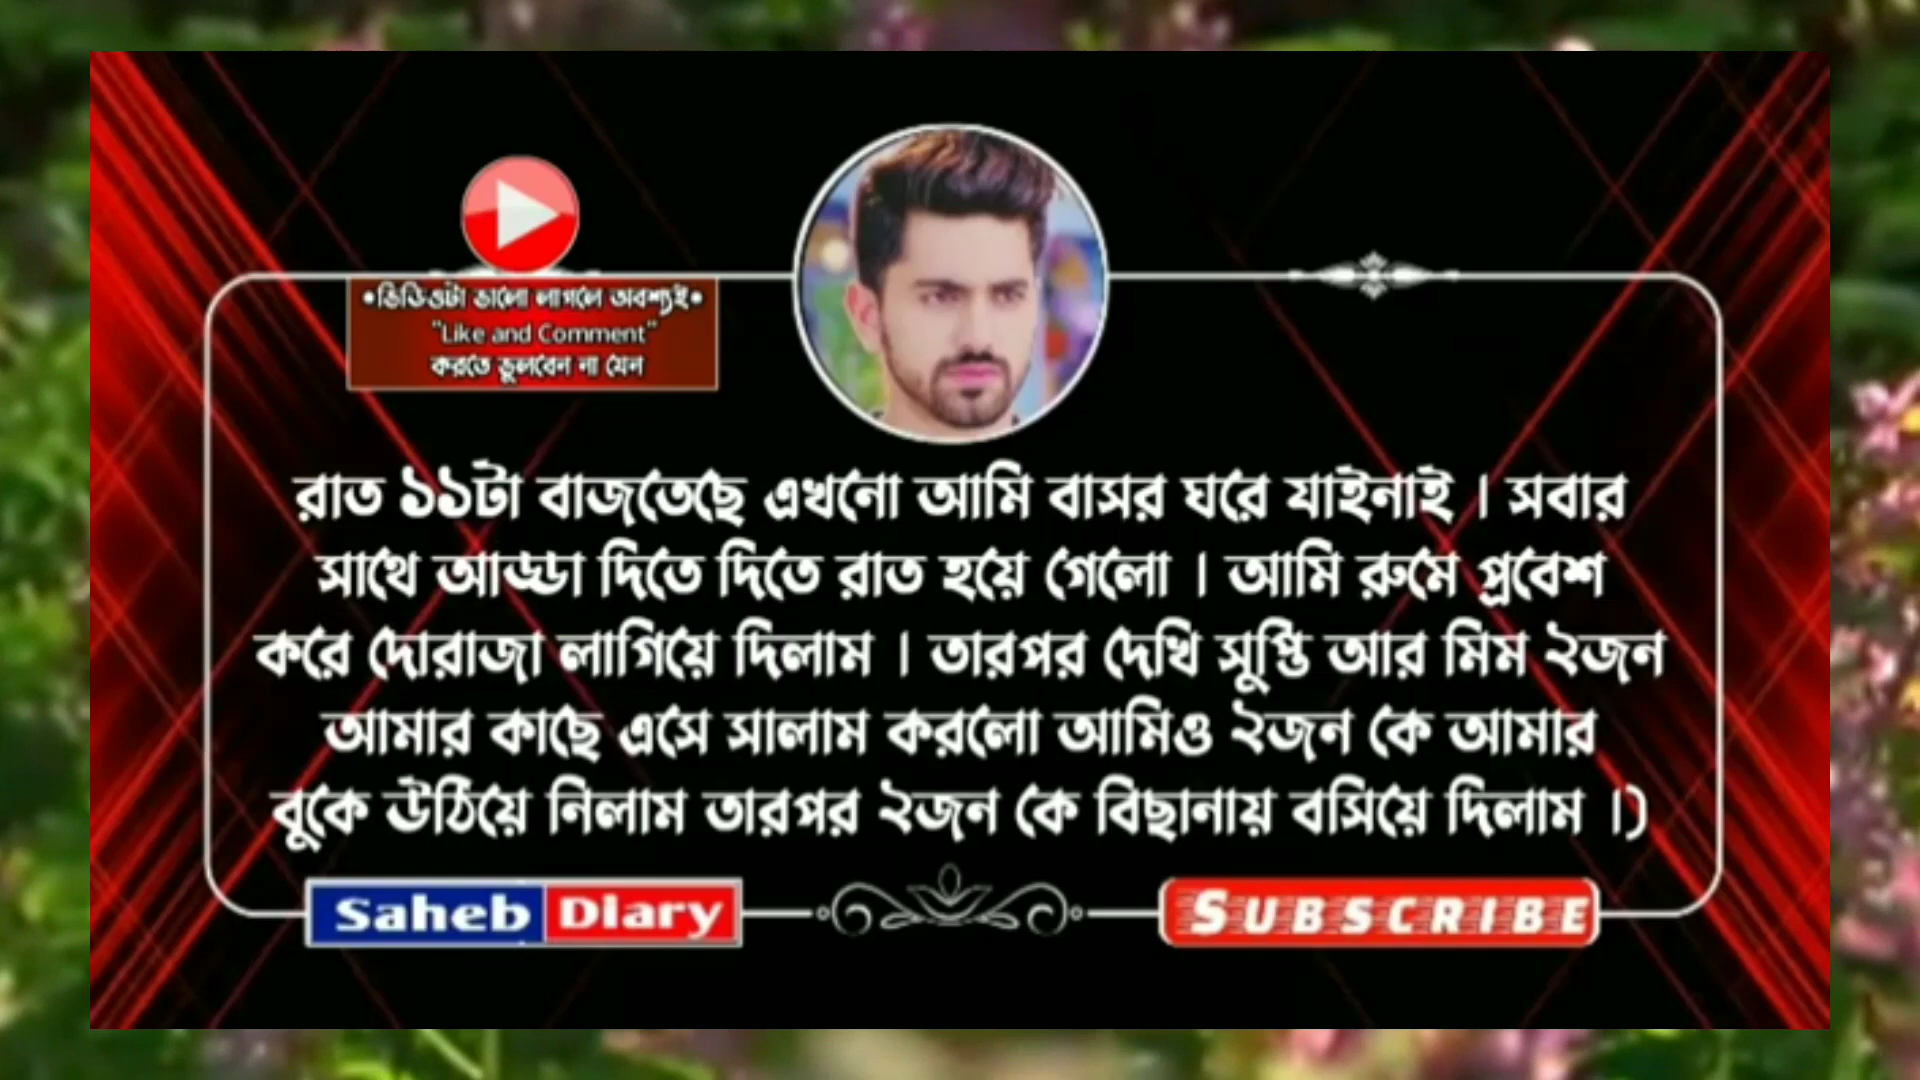 •ভিডিওটা ভালো লাগলে অবশ্যই•
"Like and Comment"
করতে ভুলবেন না যেন
রাত ১১টা বাজতেছে এখনো আমি বাসর ঘরে যাইনাই । সবার
সাথে আড্ডা দিতে দিতে রাত হয়ে গেলো । আমি রুমে প্রবেশ
করে দোরাজা লাগিয়ে দিলাম । তারপর দেখি সুপ্তি আর মিম ২জন
আমার কাছে এসে সালাম করলো আমিও ২জন কে আমার
বুকে উঠিয়ে নিলাম তারপর ২জন কে বিছানায় বসিয়ে দিলাম ।)
Saheb Diary
SUBSCRIBE